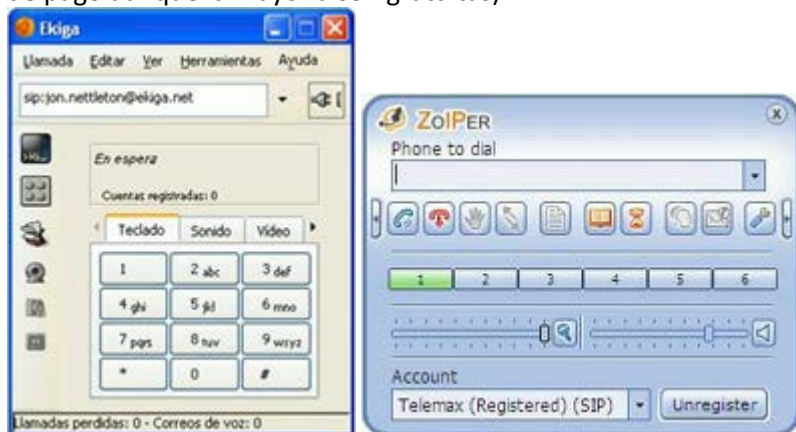 Ekiga
Llamada Editar Ver Herramientas Ayuda
sip:jon.nettleton@ekiga.net
En espera
Cuentas registradas: 0
Teclado Sonido Video
1 2 abc 3 def
4 ghi 5 jkl 6 mno
7 pqrs 8 tuv 9 wxyz
* 0 #
Llamadas perdidas: 0 - Correos de voz: 0
ZoIPER
Phone to dial
1 2 3 4 5 6
Account
Telemax (Registered) (SIP) Unregister